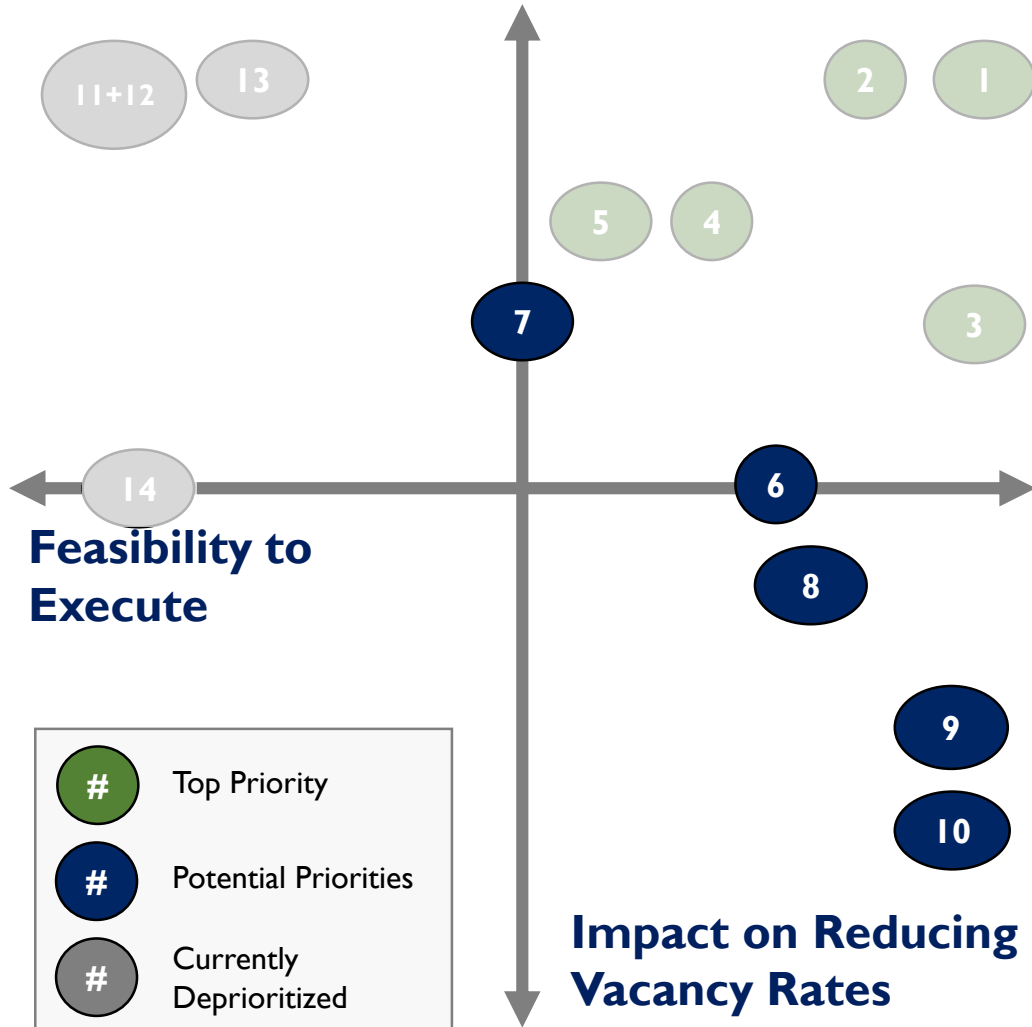 11+12
13
2
1
5
4
7
3
14
6
Feasibility to
Execute
8
9
10
# Top Priority
# Potential Priorities
# Currently
Deprioritized
Impact on Reducing
Vacancy Rates